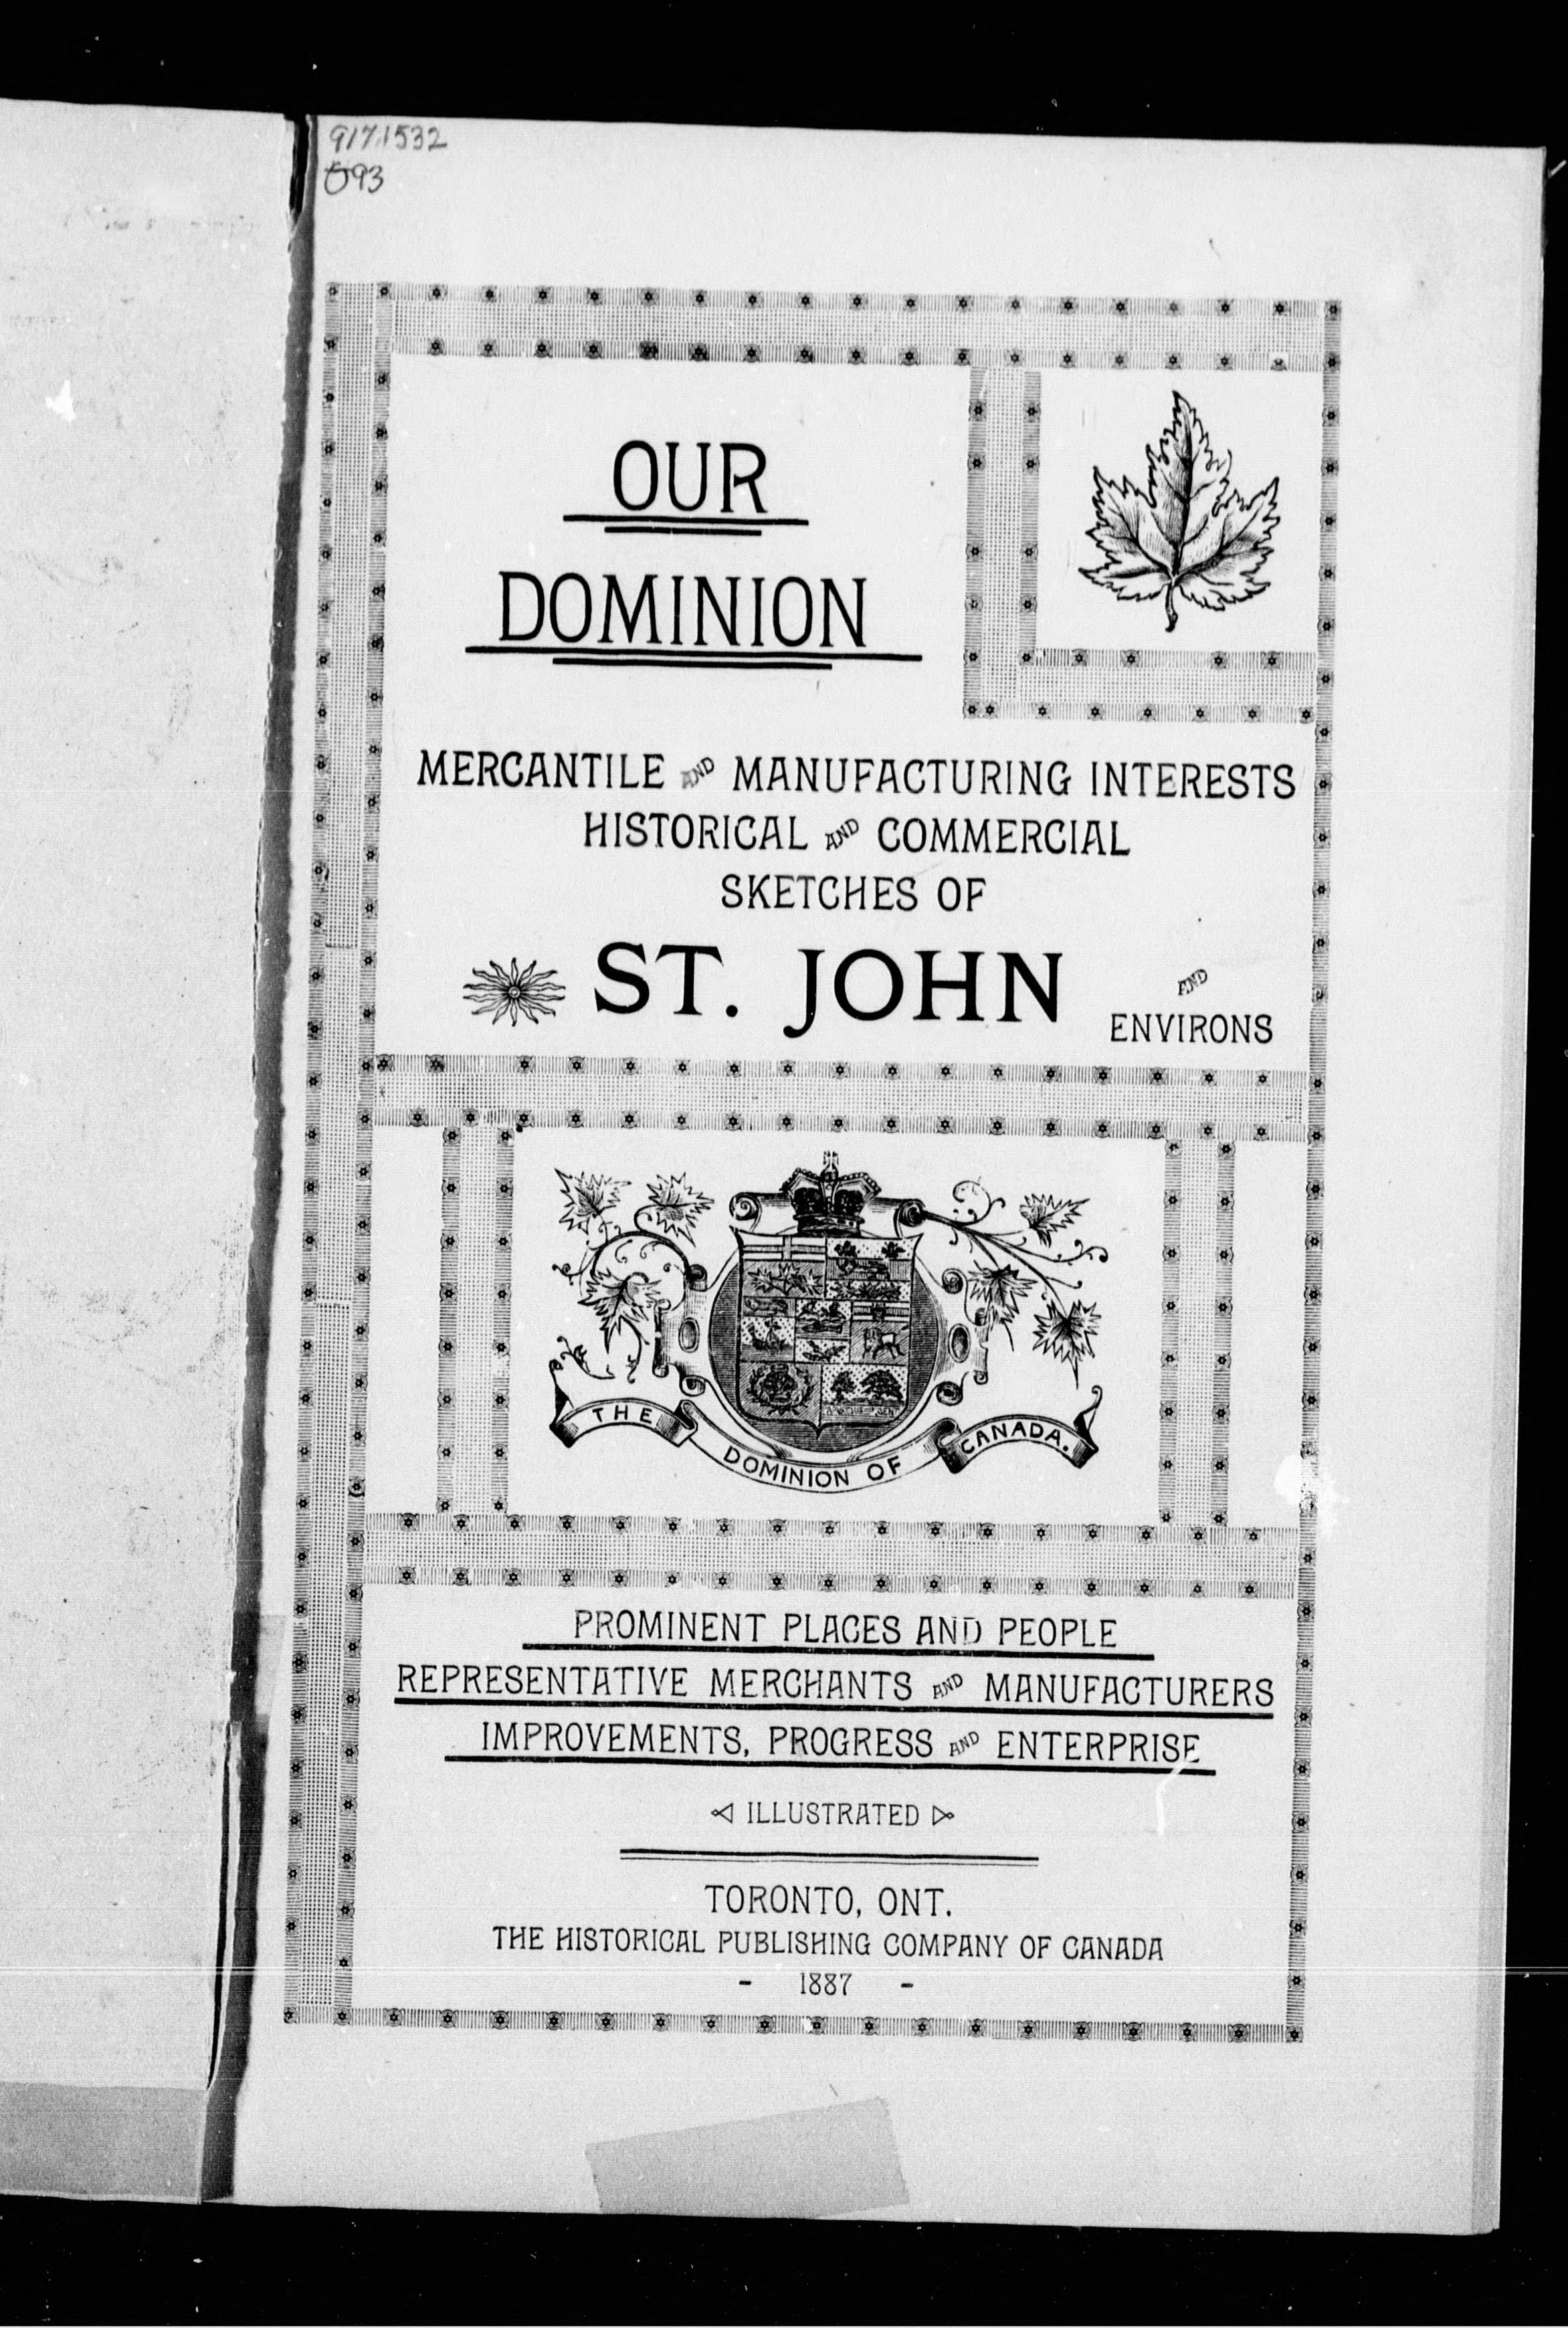 917.1532
O93
OUR
DOMINION
MERCANTILE AND MANUFACTURING INTERESTS
HISTORICAL AND COMMERCIAL
SKETCHES OF
ST. JOHN AND
ENVIRONS
THE DOMINION OF CANADA.
PROMINENT PLACES AND PEOPLE
REPRESENTATIVE MERCHANTS AND MANUFACTURERS
IMPROVEMENTS, PROGRESS AND ENTERPRISE
ILLUSTRATED
TORONTO, ONT.
THE HISTORICAL PUBLISHING COMPANY OF CANADA
- 1887 -